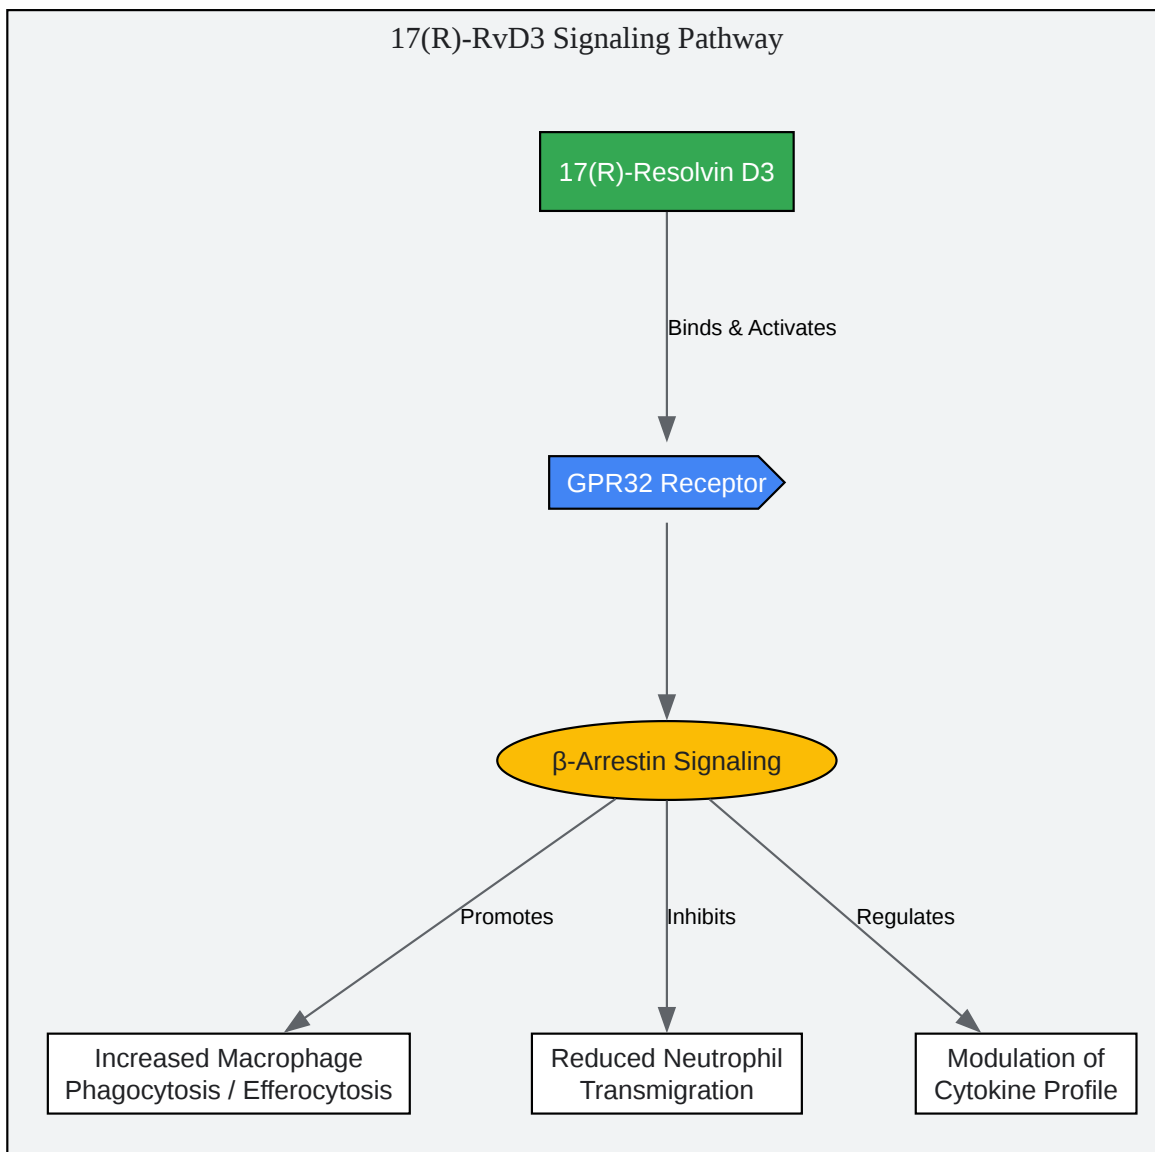 17(R)-RvD3 Signaling Pathway
17(R)-Resolvin D3
Binds & Activates
GPR32 Receptor
β-Arrestin Signaling
Promotes
Inhibits
Regulates
Increased Macrophage
Phagocytosis / Efferocytosis
Reduced Neutrophil
Transmigration
Modulation of
Cytokine Profile